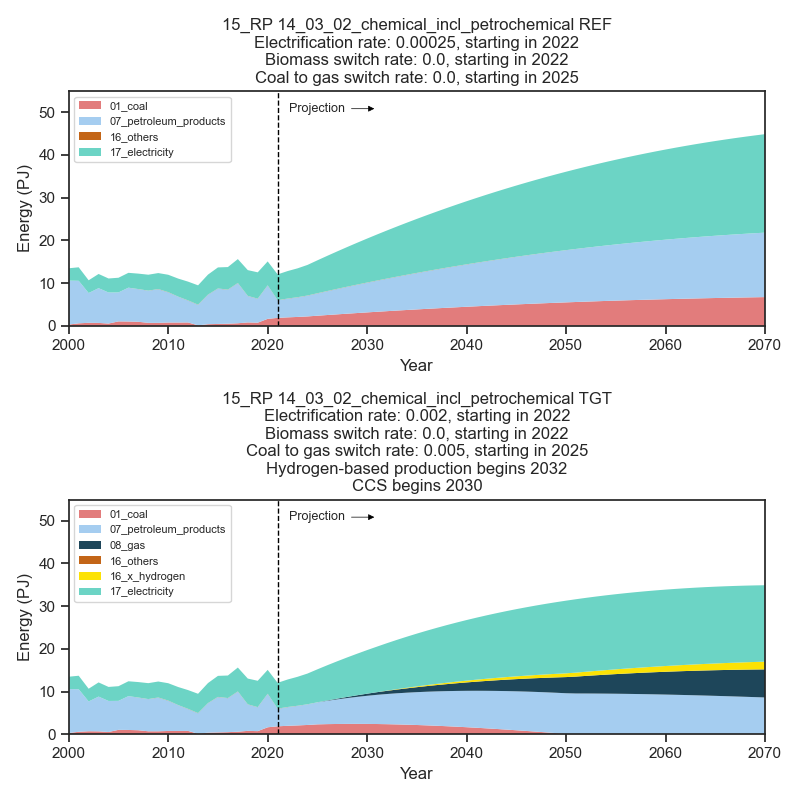 15_RP 14_03_02_chemical_incl_petrochemical REF
Electrification rate: 0.00025, starting in 2022
Biomass switch rate: 0.0, starting in 2022
Coal to gas switch rate: 0.0, starting in 2025
01_coal
07_petroleum_products
16_others
17_electricity
Projection
Energy (PJ)
50
40
30
20
10
0
2000 2010 2020 2030 2040 2050 2060 2070
Year
15_RP 14_03_02_chemical_incl_petrochemical TGT
Electrification rate: 0.002, starting in 2022
Biomass switch rate: 0.0, starting in 2022
Coal to gas switch rate: 0.005, starting in 2025
Hydrogen-based production begins 2032
CCS begins 2030
01_coal
07_petroleum_products
08_gas
16_others
16_x_hydrogen
17_electricity
Projection
Energy (PJ)
50
40
30
20
10
0
2000 2010 2020 2030 2040 2050 2060 2070
Year